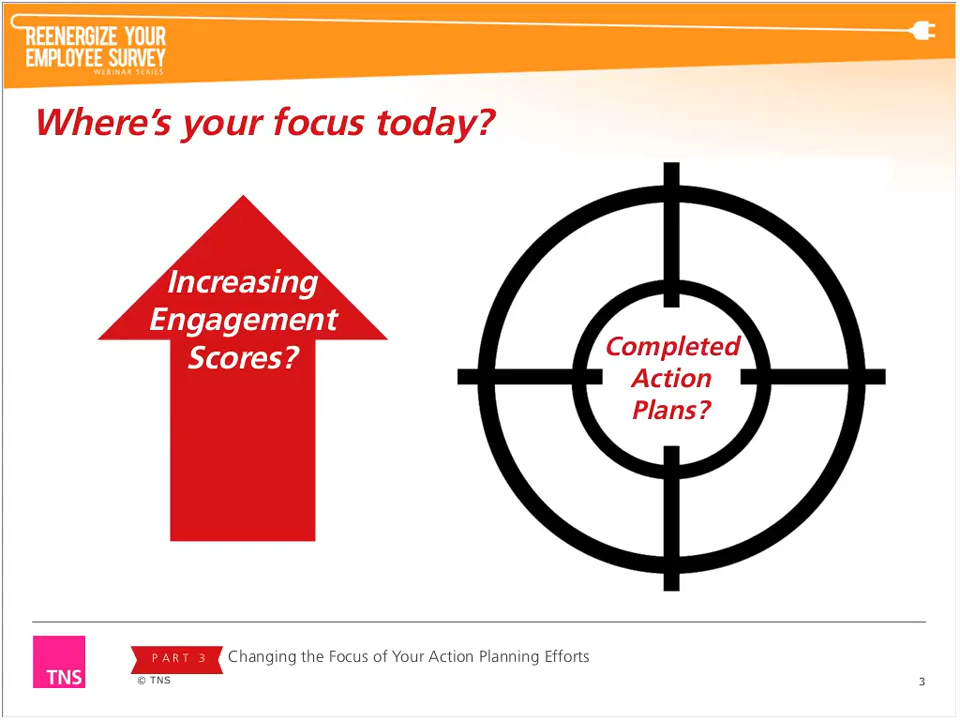 REENERGIZE YOUR
EMPLOYEE SURVEY
WEBINAR SERIES
Where's your focus today?
Increasing
Engagement
Scores?
Completed
Action
Plans?
TNS
PART 3
Changing the Focus of Your Action Planning Efforts
© TNS
3